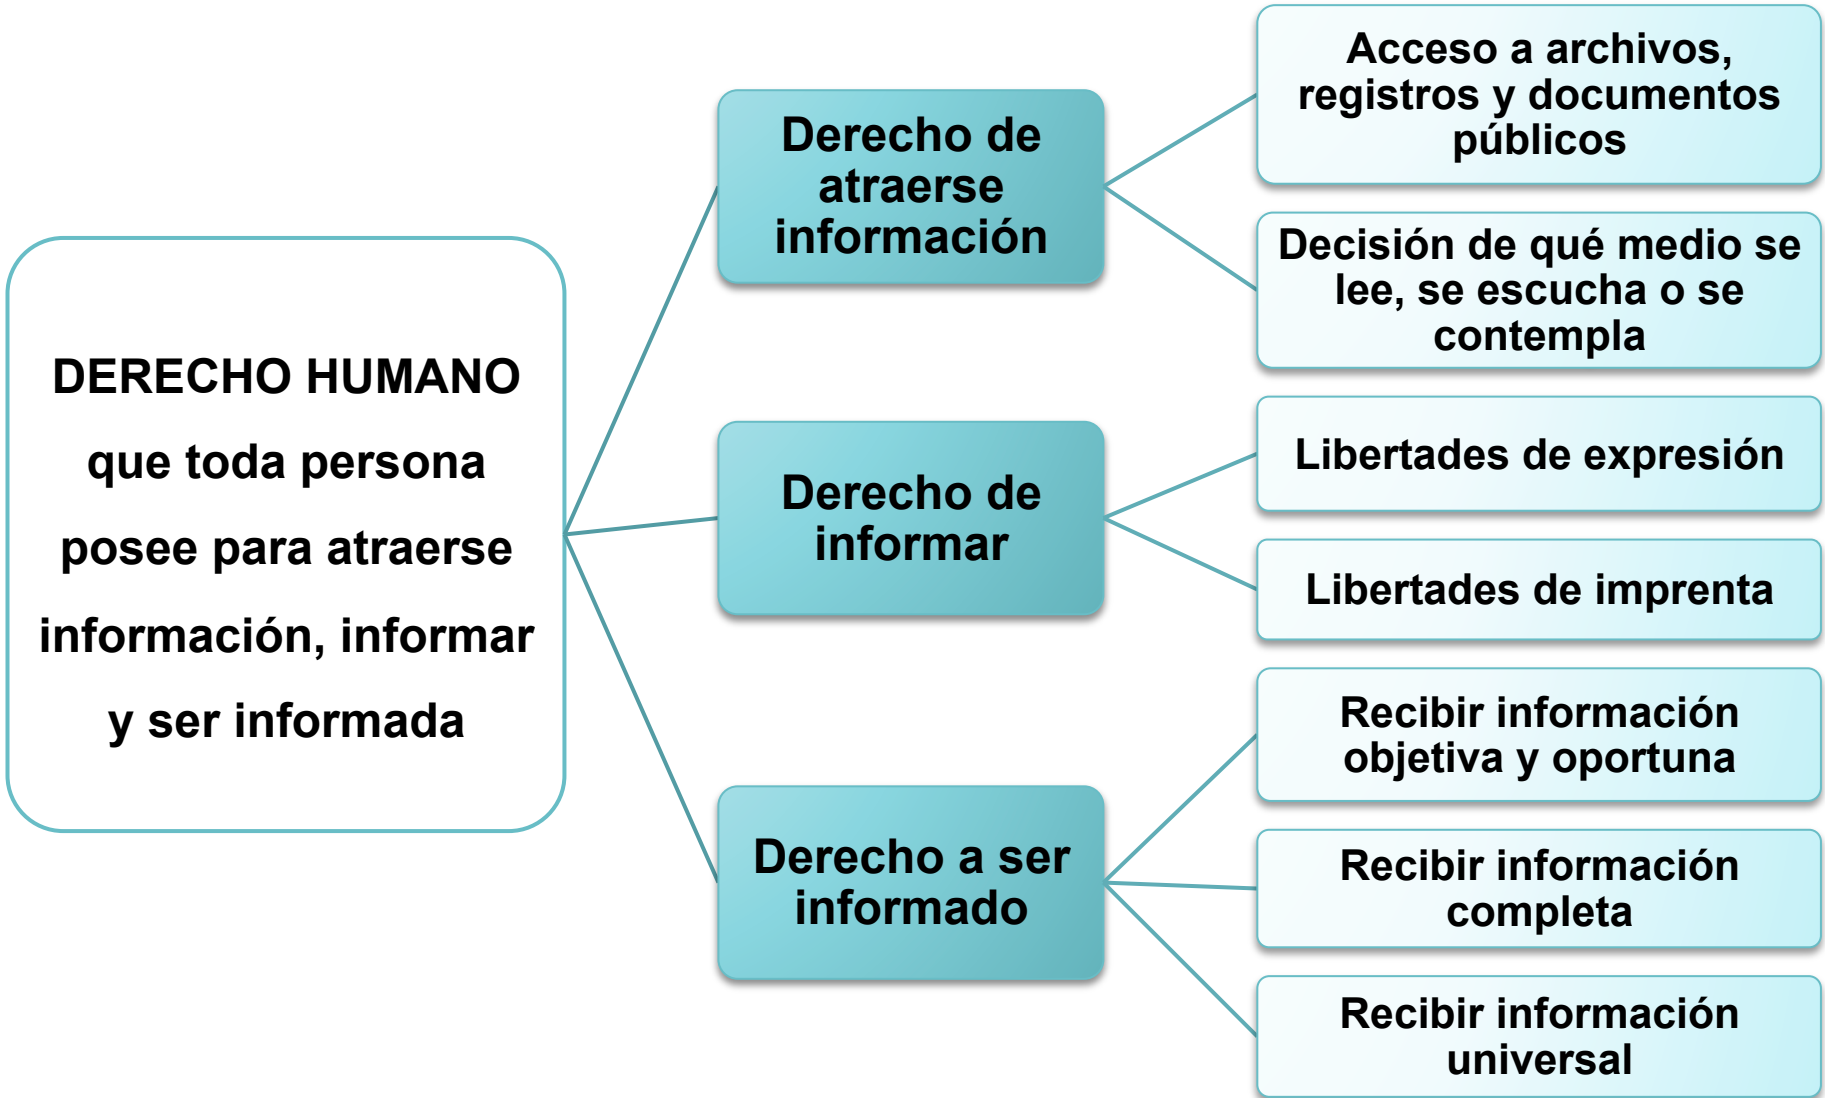 DERECHO HUMANO
que toda persona
posee para atraerse
información, informar
y ser informada
Derecho de
atraerse
información
Acceso a archivos,
registros y documentos
públicos
Decisión de qué medio se
lee, se escucha o se
contempla
Derecho de
informar
Libertades de expresión
Libertades de imprenta
Derecho a ser
informado
Recibir información
objetiva y oportuna
Recibir información
completa
Recibir información
universal